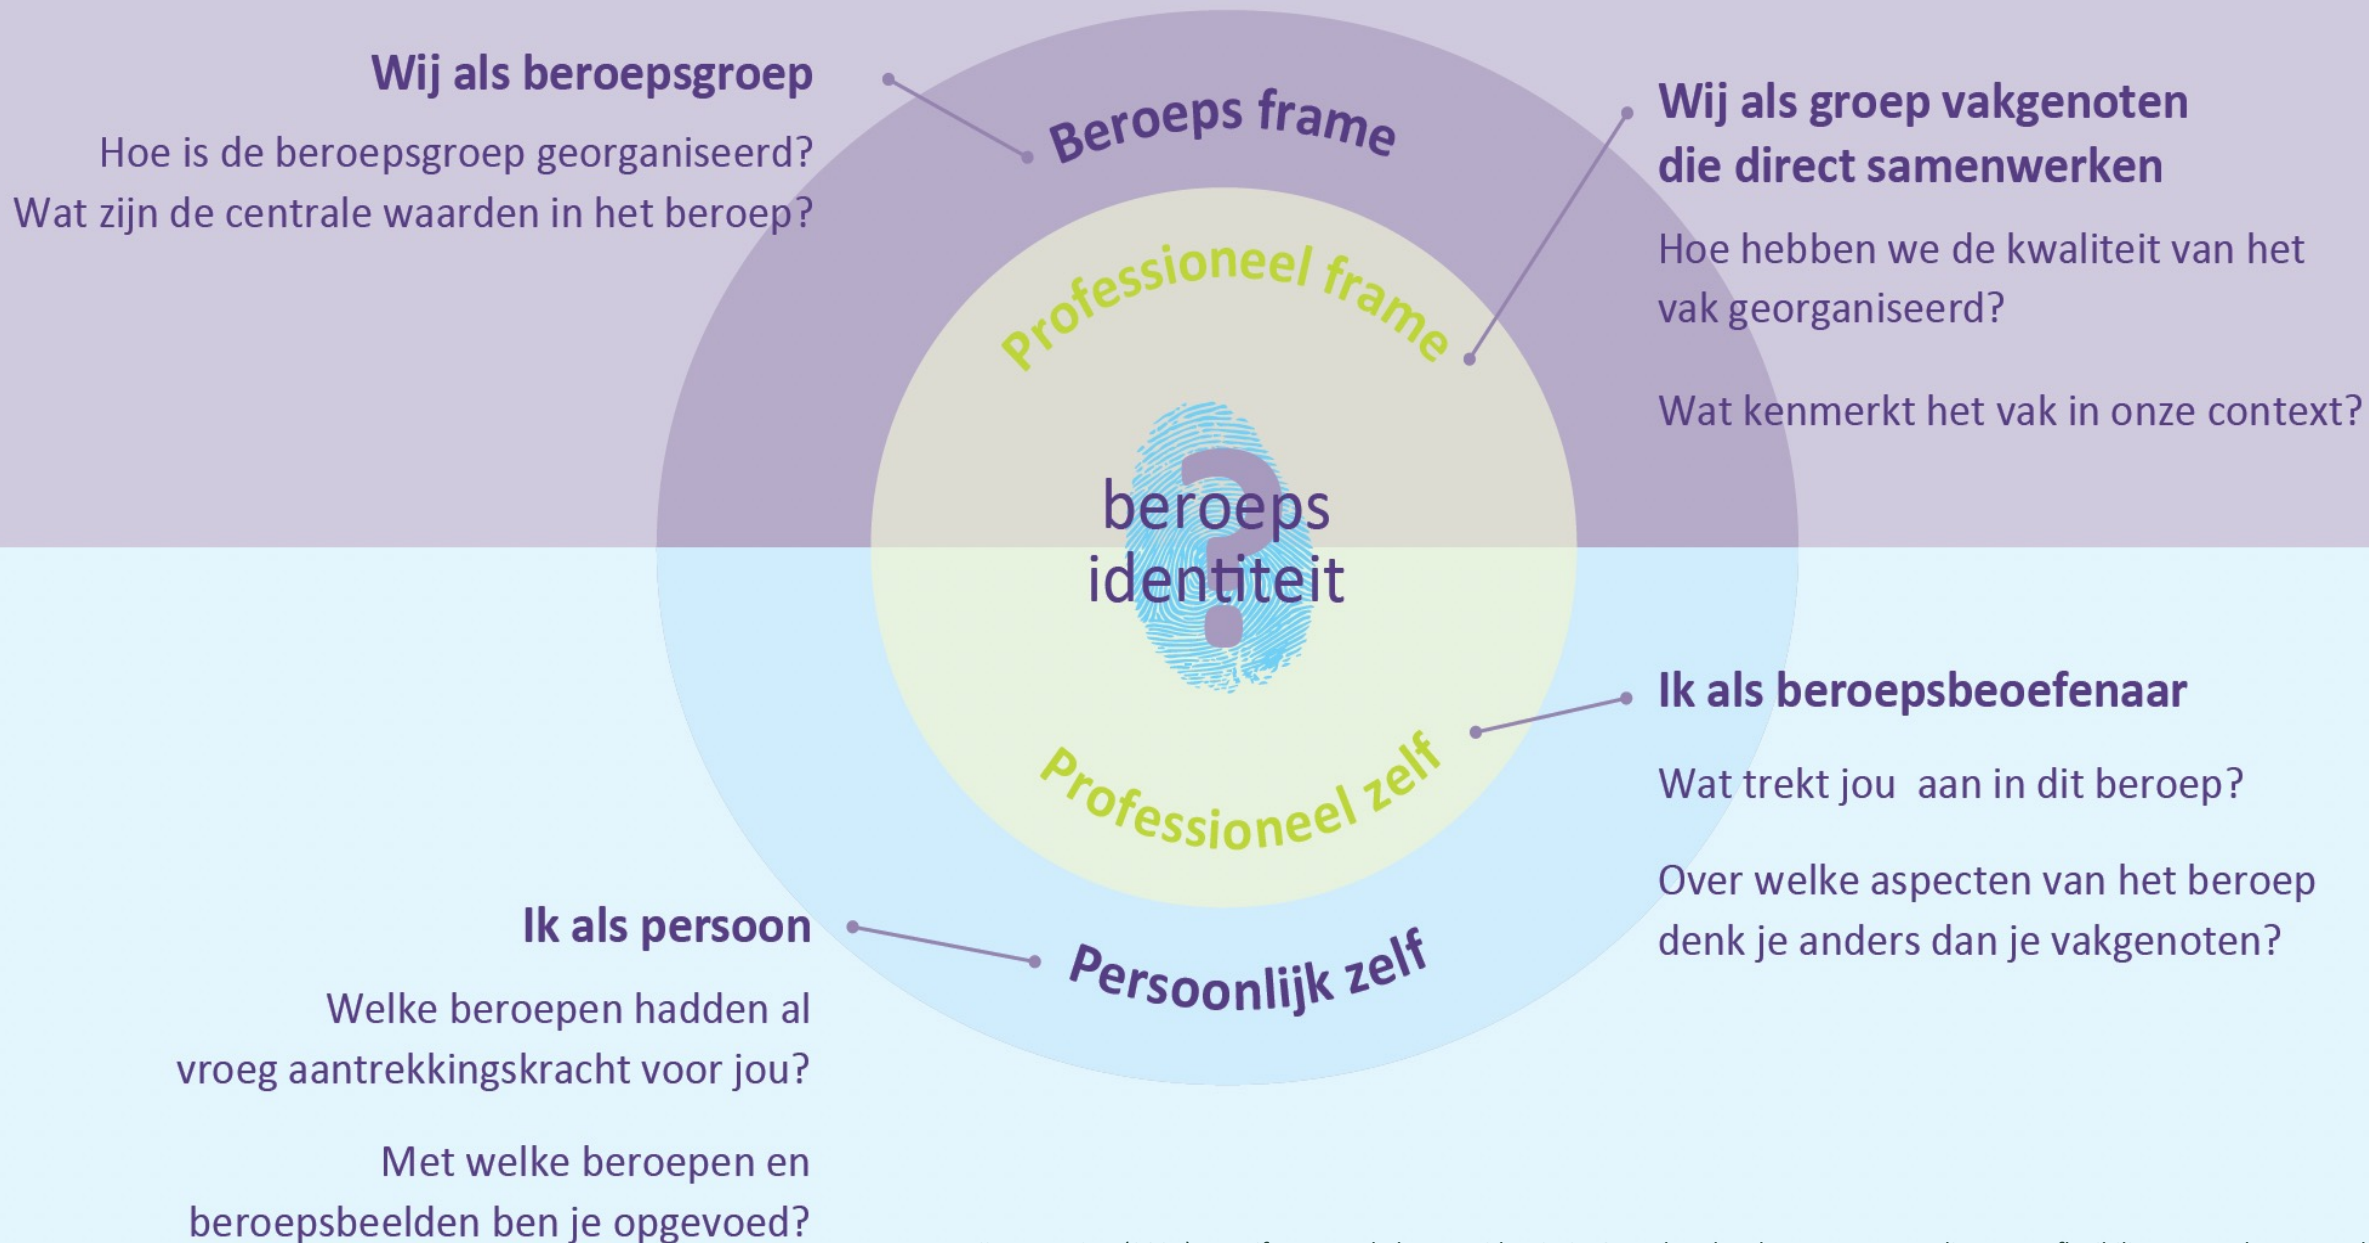 Wij als beroepsgroep
Hoe is de beroepsgroep georganiseerd?
Wat zijn de centrale waarden in het beroep?
Beroeps frame
Wij als groep vakgenoten
die direct samenwerken
Hoe hebben we de kwaliteit van het
vak georganiseerd?
Wat kenmerkt het vak in onze context?
Professioneel frame
beroeps
?
identiteit
Professioneel zelf
Ik als beroepsbeoefenaar
Wat trekt jou  aan in dit beroep?
Over welke aspecten van het beroep
denk je anders dan je vakgenoten?
Persoonlijk zelf
Ik als persoon
Welke beroepen hadden al
vroeg aantrekkingskracht voor jou?
Met welke beroepen en
beroepsbeelden ben je opgevoed?